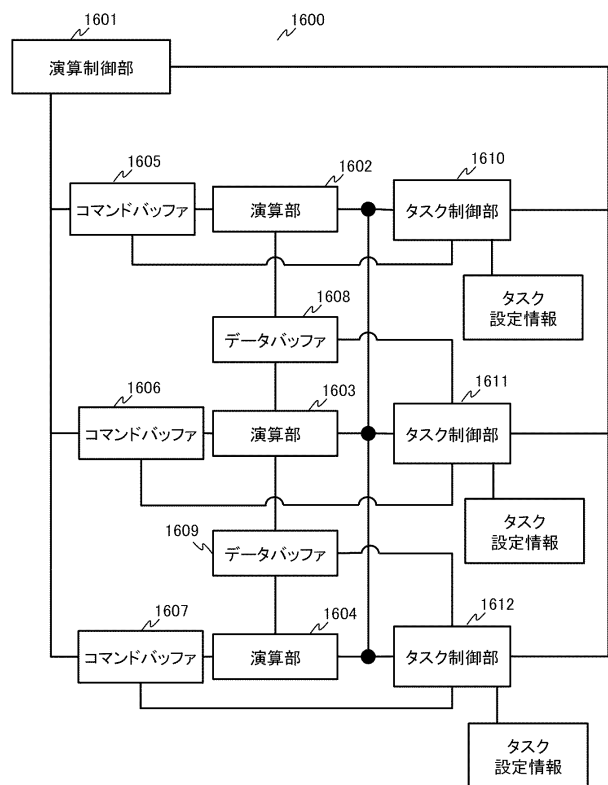 1601
1600
演算制御部
1605
1602
1610
コマンドバッファ
演算部
タスク制御部
1608
タスク
設定情報
データバッファ
1606
1603
1611
コマンドバッファ
演算部
タスク制御部
タスク
設定情報
1609
データバッファ
1607
1604
1612
コマンドバッファ
演算部
タスク制御部
タスク
設定情報